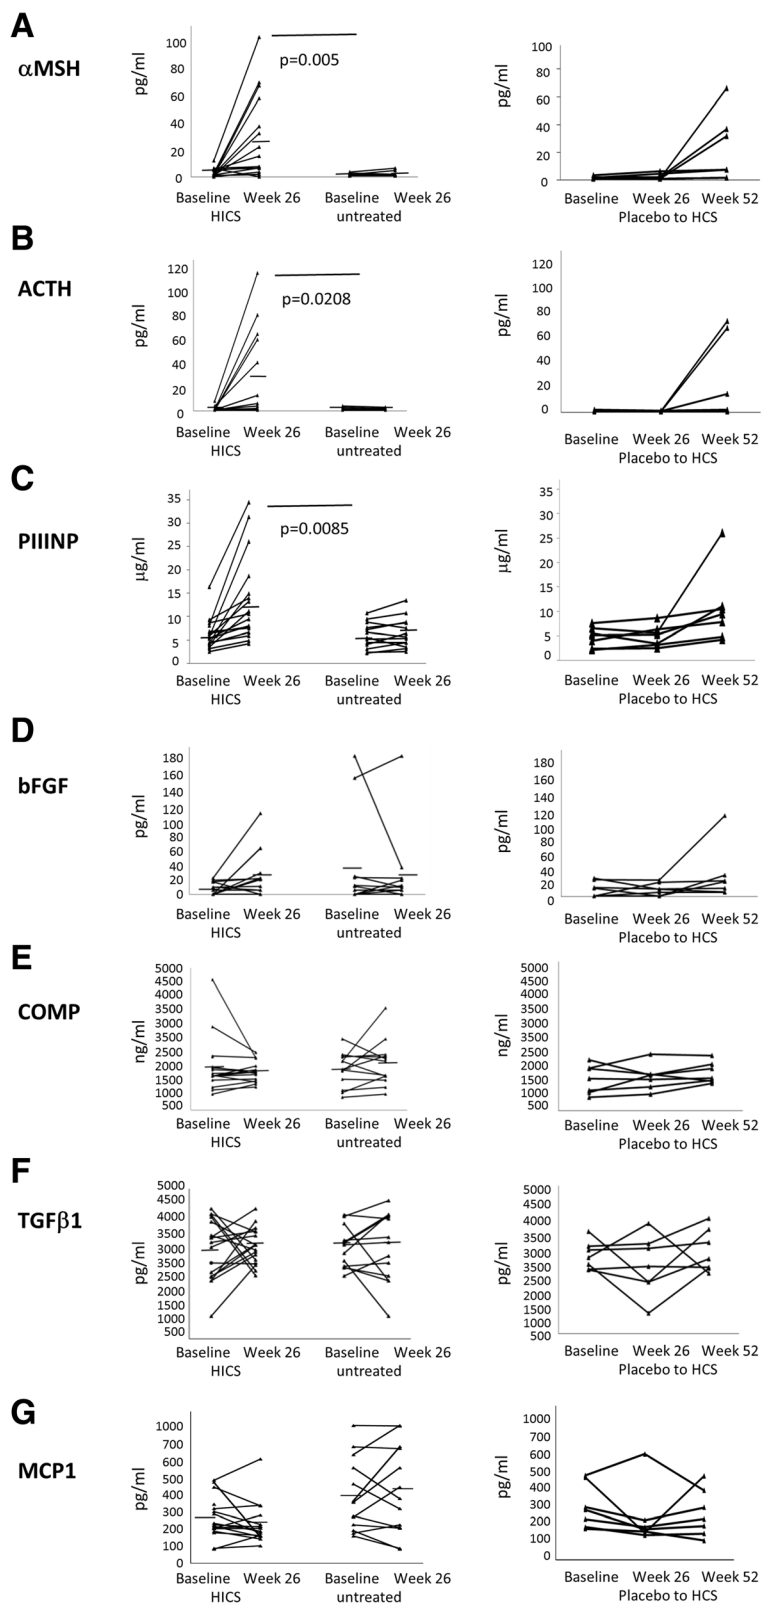 A
αMSH
pg/ml
100
80
60
40
20
0
p=0.005
Baseline Week 26 Baseline Week 26
HICS untreated
pg/ml
100
80
60
40
20
0
Baseline Week 26 Week 52
Placebo to HCS
B
ACTH
pg/ml
120
100
80
60
40
20
0
p=0.0208
Baseline Week 26 Baseline Week 26
HICS untreated
pg/ml
120
100
80
60
40
20
0
Baseline Week 26 Week 52
Placebo to HCS
C
PIIINP
µg/ml
35
30
25
20
15
10
5
0
p=0.0085
Baseline Week 26 Baseline Week 26
HICS untreated
µg/ml
35
30
25
20
15
10
5
0
Baseline Week 26 Week 52
Placebo to HCS
D
bFGF
pg/ml
180
160
140
120
100
80
60
40
20
0
Baseline Week 26 Baseline Week 26
HICS untreated
pg/ml
180
160
140
120
100
80
60
40
20
0
Baseline Week 26 Week 52
Placebo to HCS
E
COMP
ng/ml
5000
4500
4000
3500
3000
2500
2000
1500
1000
500
Baseline Week 26 Baseline Week 26
HICS untreated
ng/ml
5000
4500
4000
3500
3000
2500
2000
1500
1000
500
Baseline Week 26 Week 52
Placebo to HCS
F
TGFβ1
pg/ml
5000
4500
4000
3500
3000
2500
2000
1500
1000
500
Baseline Week 26 Baseline Week 26
HICS untreated
pg/ml
5000
4500
4000
3500
3000
2500
2000
1500
1000
500
Baseline Week 26 Week 52
Placebo to HCS
G
MCP1
pg/ml
1000
700
600
500
400
300
200
100
0
Baseline Week 26 Baseline Week 26
HICS untreated
pg/ml
1000
700
600
500
400
300
200
100
0
Baseline Week 26 Week 52
Placebo to HCS